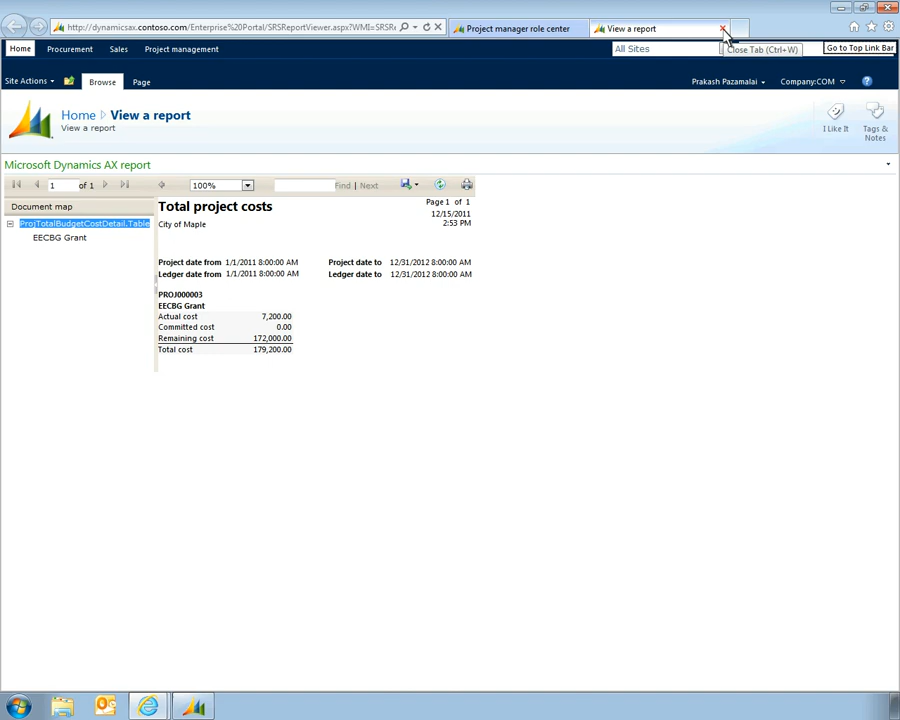 http://dynamicsax.contoso.com/Enterprise%20Portal/SRSReportViewer.aspx?WMI=SRSRe
Project manager role center
View a report
Close Tab (Ctrl+W)
Go to Top Link Bar
Home
Procurement
Sales
Project management
All Sites
Site Actions
Browse
Page
Prakash Pazamalai
Company:COM
Home View a report
View a report
I Like It
Tags & Notes
Microsoft Dynamics AX report
1 of 1
100%
Find | Next
Document map
ProjTotalBudgetCostDetail.Table
EECBG Grant
Total project costs
Page 1 of 1
12/15/2011
City of Maple
2:53 PM
Project date from 1/1/2011 8:00:00 AM Project date to 12/31/2012 8:00:00 AM
Ledger date from 1/1/2011 8:00:00 AM Ledger date to 12/31/2012 8:00:00 AM
PROJ000003
EECBG Grant
Actual cost 7,200.00
Committed cost 0.00
Remaining cost 172,000.00
Total cost 179,200.00